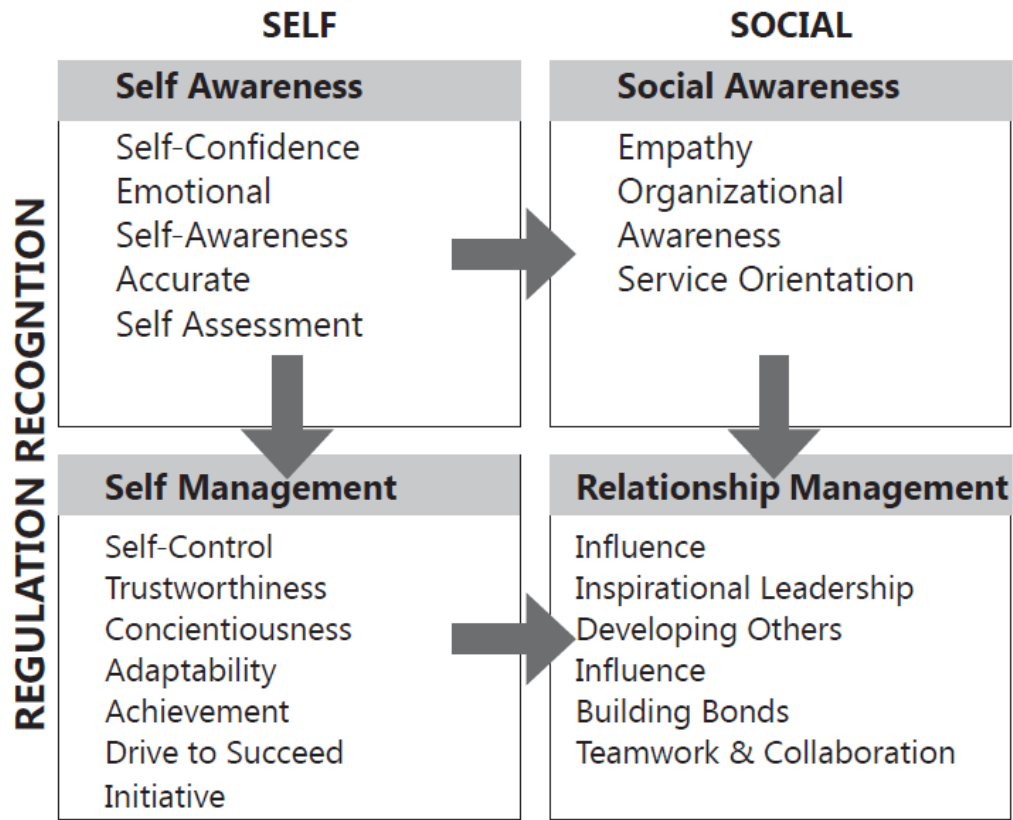 SELF
SOCIAL
Self Awareness
Self-Confidence
Emotional
Self-Awareness
Accurate
Self Assessment
Social Awareness
Empathy
Organizational
Awareness
Service Orientation
REGULATION RECOGNTION
Self Management
Self-Control
Trustworthiness
Concientiousness
Adaptability
Achievement
Drive to Succeed
Initiative
Relationship Management
Influence
Inspirational Leadership
Developing Others
Influence
Building Bonds
Teamwork & Collaboration